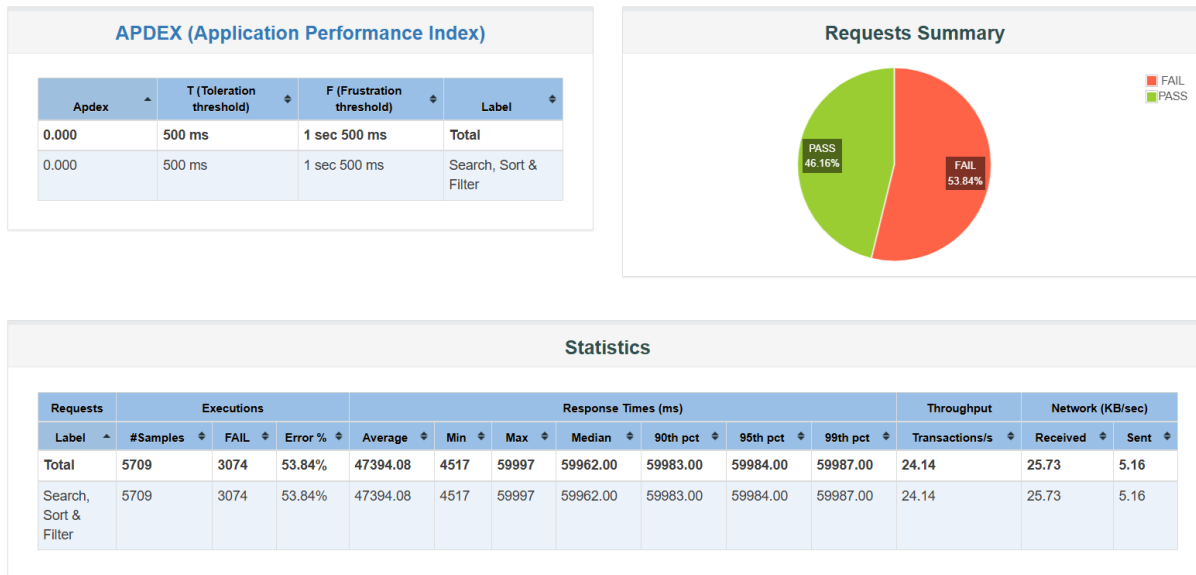 APDEX (Application Performance Index)
Apdex T (Toleration threshold) F (Frustration threshold) Label
0.000 500 ms 1 sec 500 ms Total
0.000 500 ms 1 sec 500 ms Search, Sort & Filter
Requests Summary
FAIL
PASS
PASS
46.16%
FAIL
53.84%
Statistics
Requests Executions Response Times (ms) Throughput Network (KB/sec)
Label #Samples FAIL Error % Average Min Max Median 90th pct 95th pct 99th pct Transactions/s Received Sent
Total 5709 3074 53.84% 47394.08 4517 59997 59962.00 59983.00 59984.00 59987.00 24.14 25.73 5.16
Search, Sort & Filter 5709 3074 53.84% 47394.08 4517 59997 59962.00 59983.00 59984.00 59987.00 24.14 25.73 5.16